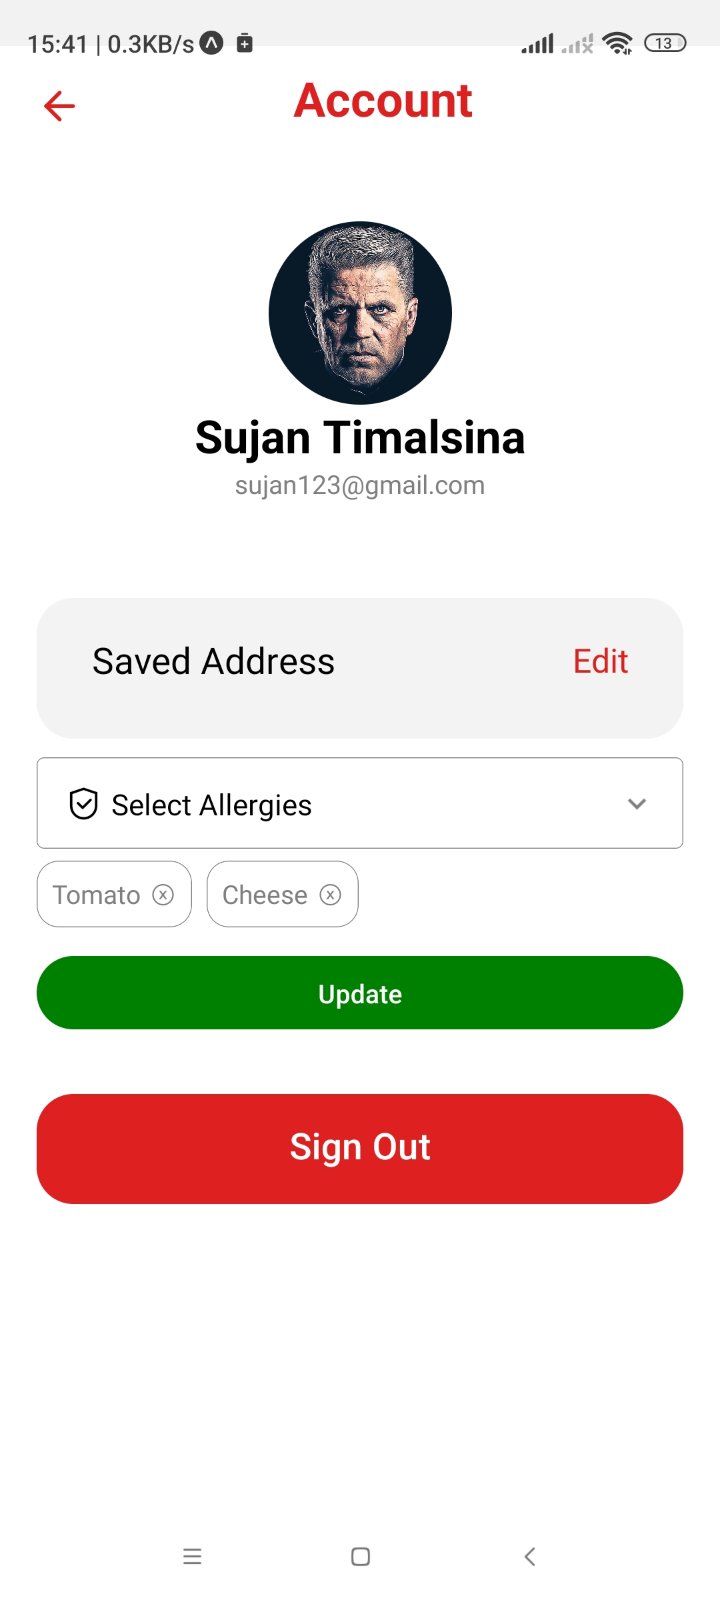 15:41 | 0.3KB/s 13
Account
Sujan Timalsina
sujan123@gmail.com
Saved Address Edit
Select Allergies
Tomato Cheese
Update
Sign Out